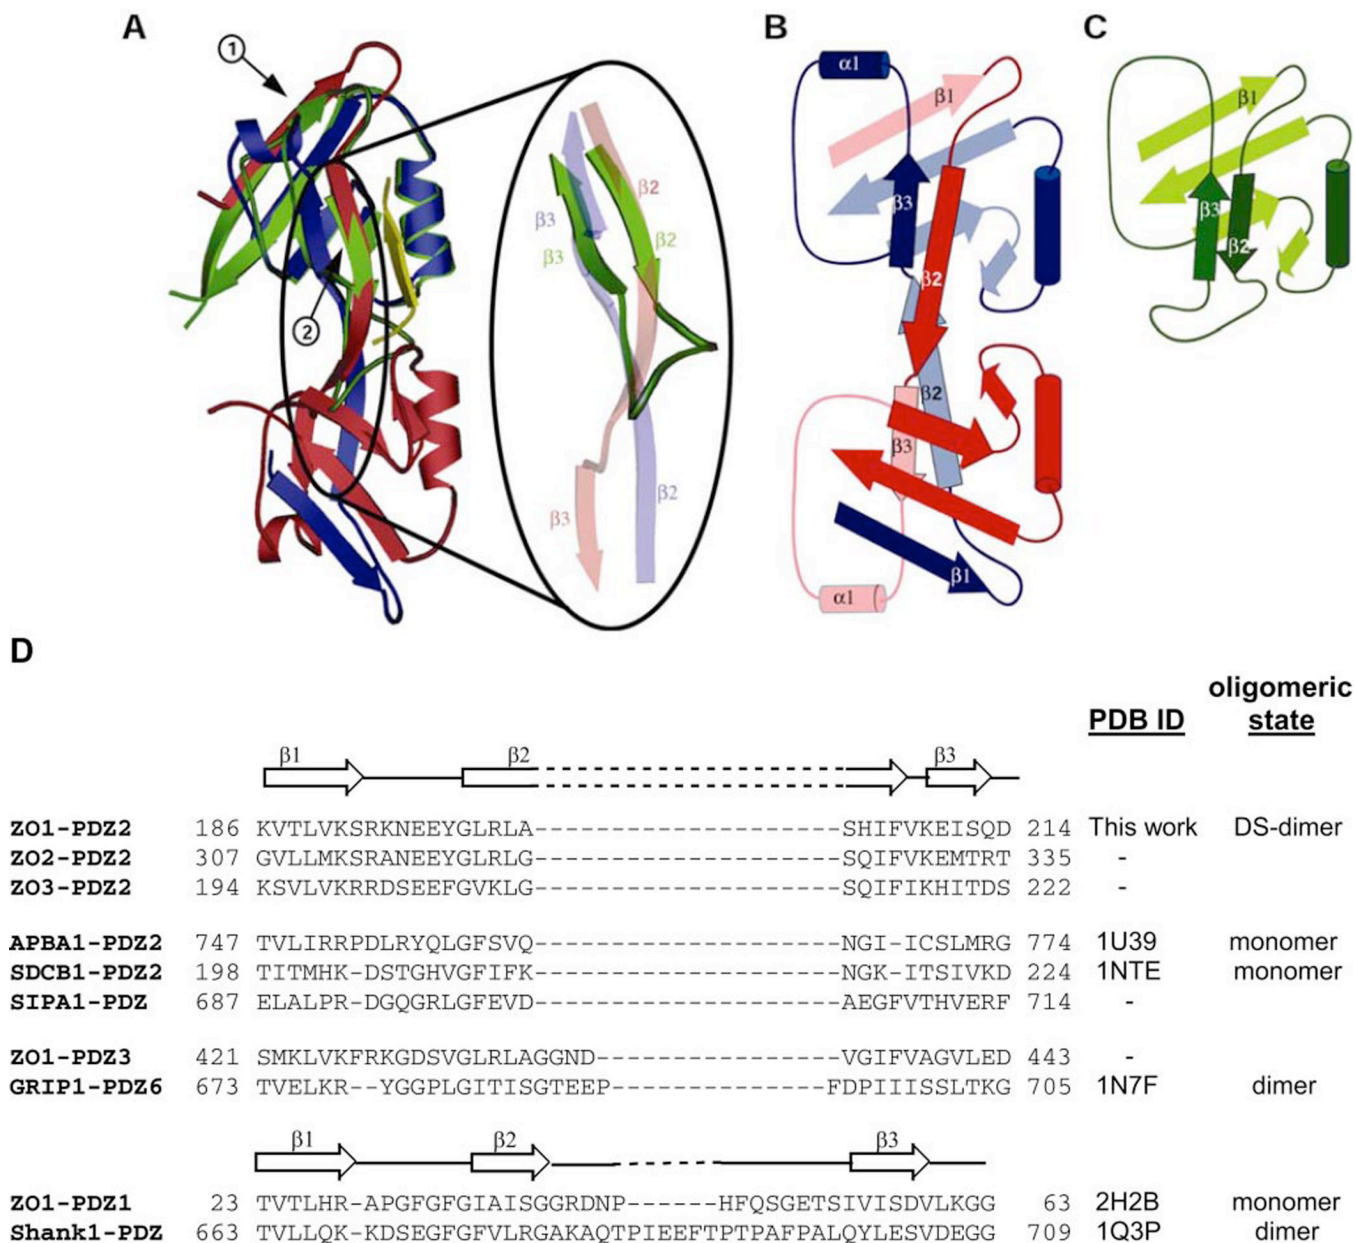 A
B
C
1
2
β2
β3
β3
β2
β2
β3
α1
β1
β3
β2
β2
β3
β1
α1
β1
β3
β2
D
PDB ID
oligomeric
state
β1 β2 β3
ZO1-PDZ2 186 KVTLVKSRKNEEYGLRLA------------------SHIFVKEISQD 214 This work DS-dimer
ZO2-PDZ2 307 GVLLMKSRANEEYGLRLG------------------SQIFVKEMTRT 335 -
ZO3-PDZ2 194 KSVLVKRRDSEEFGVKLG------------------SQIFIKHITDS 222 -
APBA1-PDZ2 747 TVLIRRPDLRYQLGFSVQ------------------NGI-ICSLMRG 774 1U39 monomer
SDCB1-PDZ2 198 TITMHK-DSTGHVGFIFK------------------NGK-ITSIVKD 224 1NTE monomer
SIPA1-PDZ 687 ELALPR-DGQGRLGFEVD------------------AEGFVTHVERF 714 -
ZO1-PDZ3 421 SMKLVKFRKGDSVGLRLAGGND--------------VGIFVAGVLED 443 -
GRIP1-PDZ6 673 TVELKR--YGGPLGITISGTEEP-------------FDPIIISSLTKG 705 1N7F dimer
β1 β2 β3
ZO1-PDZ1 23 TVTLHR-APGFGFGIAISGGRDNP------HFQSGETSIVISDVLKGG 63 2H2B monomer
Shank1-PDZ 663 TVLLQK-KDSEGFGFVLRGAKAQTPIEEFTPTPAFPALQYLESVDEGG 709 1Q3P dimer